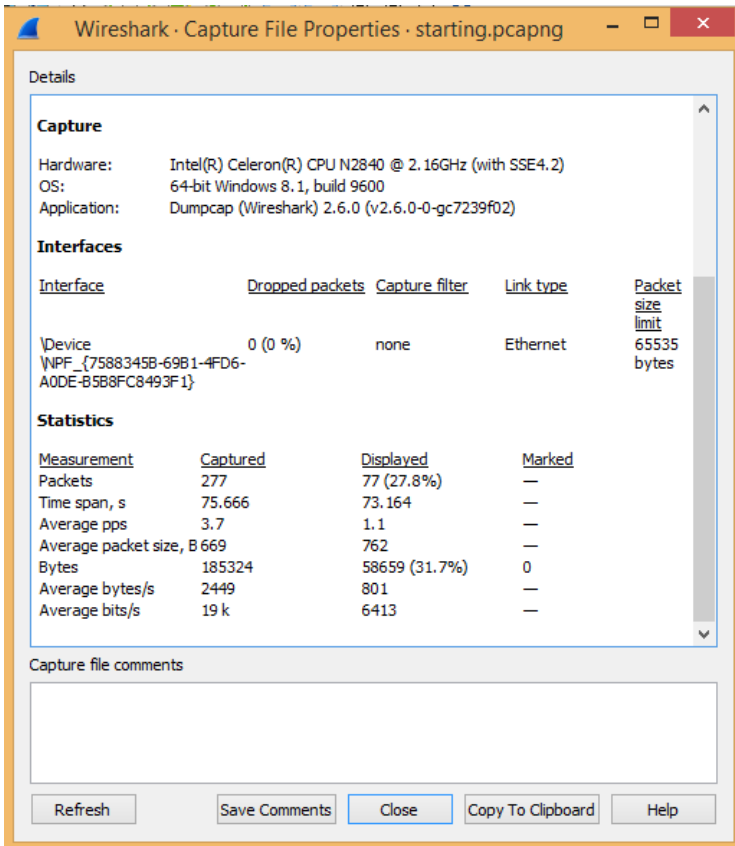 Wireshark · Capture File Properties · starting.pcapng
Details
Capture
Hardware: Intel(R) Celeron(R) CPU N2840 @ 2.16GHz (with SSE4.2)
OS: 64-bit Windows 8.1, build 9600
Application: Dumpcap (Wireshark) 2.6.0 (v2.6.0-0-gc7239f02)
Interfaces
Interface Dropped packets Capture filter Link type Packet
size
limit
\Device 0 (0 %) none Ethernet 65535
\NPF_{7588345B-69B1-4FD6- bytes
A0DE-B5B8FC8493F1}
Statistics
Measurement Captured Displayed Marked
Packets 277 77 (27.8%) —
Time span, s 75.666 73.164 —
Average pps 3.7 1.1 —
Average packet size, B 669 762 —
Bytes 185324 58659 (31.7%) 0
Average bytes/s 2449 801 —
Average bits/s 19 k 6413 —
Capture file comments
Refresh Save Comments Close Copy To Clipboard Help